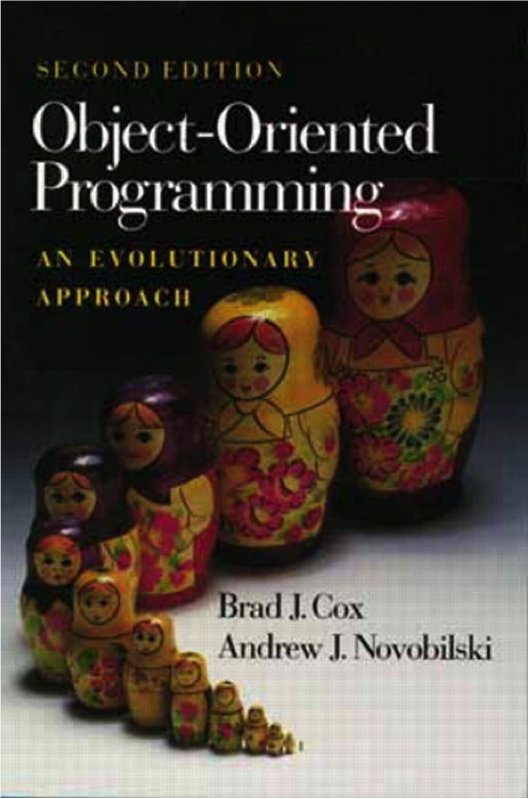 SECOND EDITION
Object-Oriented
Programming
AN EVOLUTIONARY
APPROACH
Brad J. Cox
Andrew J. Novobilski